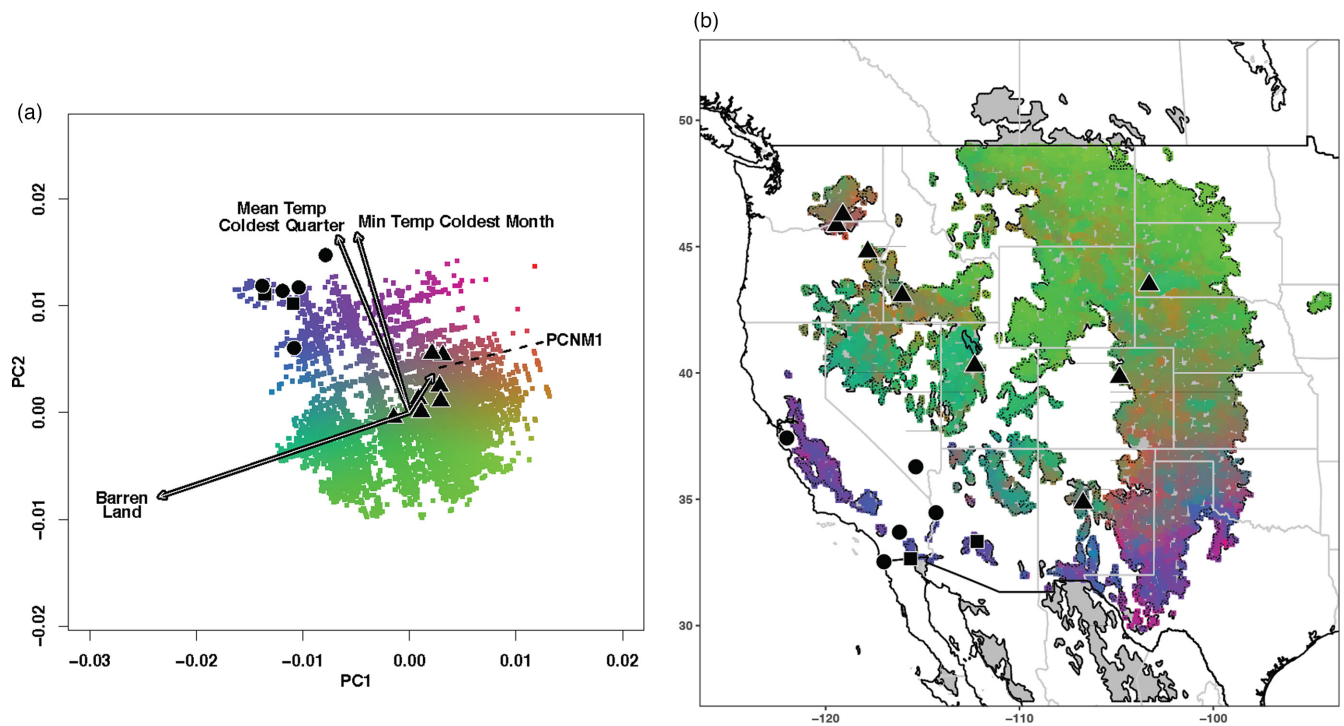 (a)
0.02
0.01
0.00
−0.01
−0.02
PC2
Mean Temp
Coldest Quarter
Min Temp Coldest Month
PCNM1
Barren
Land
−0.03
−0.02
−0.01
0.00
0.01
0.02
PC1
(b)
50
45
40
35
30
−120
−110
−100